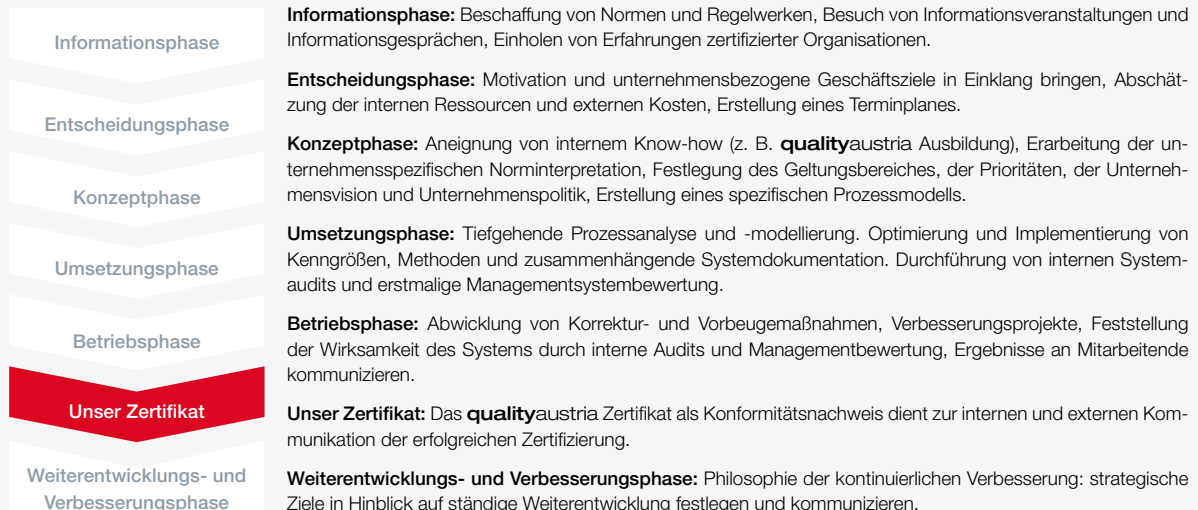 Informationsphase
Entscheidungsphase
Konzeptphase
Umsetzungsphase
Betriebsphase
Unser Zertifikat
Weiterentwicklungs- und
Verbesserungsphase
Informationsphase: Beschaffung von Normen und Regelwerken, Besuch von Informationsveranstaltungen und
Informationsgesprächen, Einholen von Erfahrungen zertifizierter Organisationen.
Entscheidungsphase: Motivation und unternehmensbezogene Geschäftsziele in Einklang bringen, Abschät-
zung der internen Ressourcen und externen Kosten, Erstellung eines Terminplanes.
Konzeptphase: Aneignung von internem Know-how (z. B. qualityaustria Ausbildung), Erarbeitung der un-
ternehmensspezifischen Norminterpretation, Festlegung des Geltungsbereiches, der Prioritäten, der Unterneh-
mensvision und Unternehmenspolitik, Erstellung eines spezifischen Prozessmodells.
Umsetzungsphase: Tiefgehende Prozessanalyse und -modellierung. Optimierung und Implementierung von
Kenngrößen, Methoden und zusammenhängende Systemdokumentation. Durchführung von internen System-
audits und erstmalige Managementsystembewertung.
Betriebsphase: Abwicklung von Korrektur- und Vorbeugemaßnahmen, Verbesserungsprojekte, Feststellung
der Wirksamkeit des Systems durch interne Audits und Managementbewertung, Ergebnisse an Mitarbeitende
kommunizieren.
Unser Zertifikat: Das qualityaustria Zertifikat als Konformitätsnachweis dient zur internen und externen Kom-
munikation der erfolgreichen Zertifizierung.
Weiterentwicklungs- und Verbesserungsphase: Philosophie der kontinuierlichen Verbesserung: strategische
Ziele in Hinblick auf ständige Weiterentwicklung festlegen und kommunizieren.